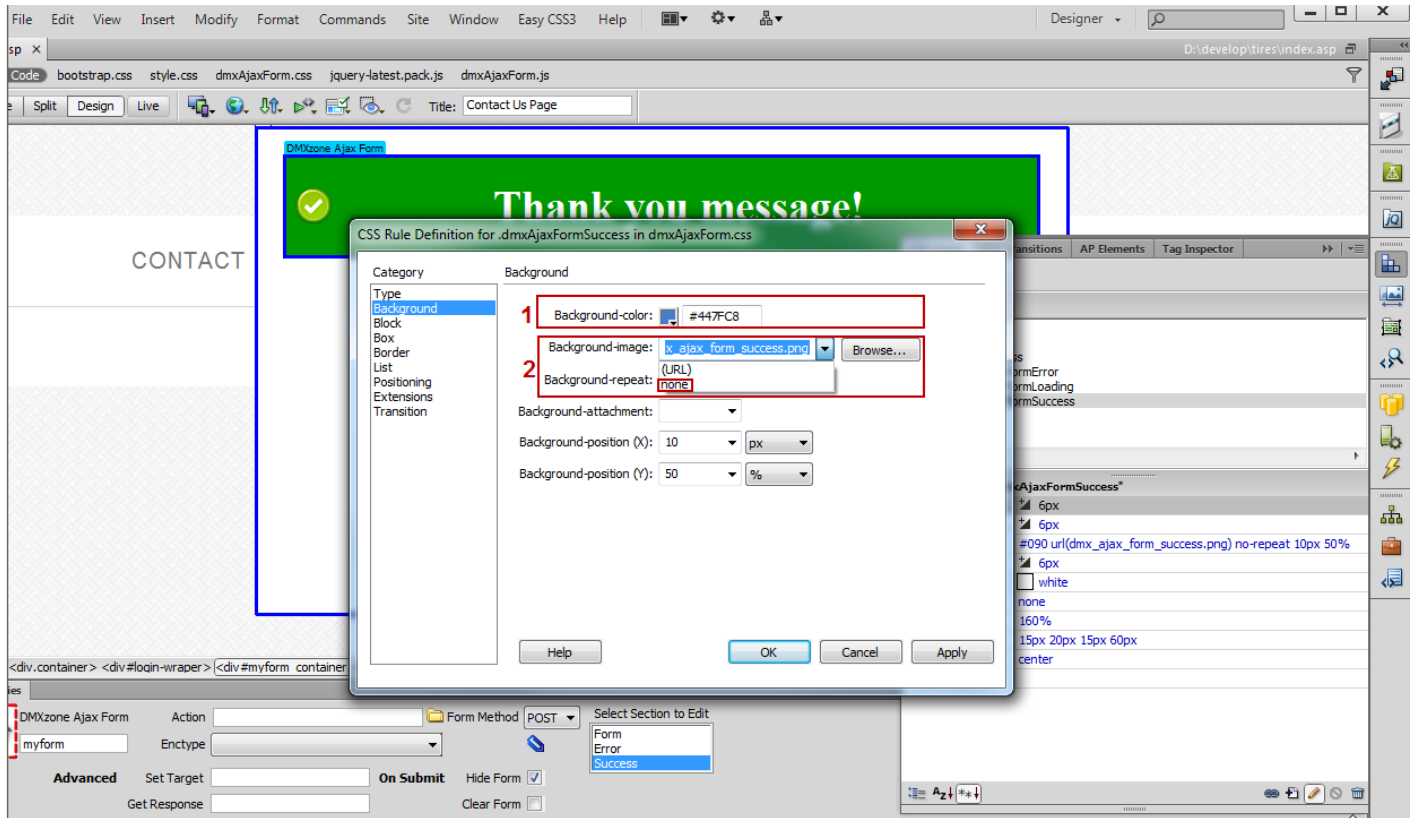 File Edit View Insert Modify Format Commands Site Window Easy CSS3 Help Designer
sp × D:\develop\tires\index.asp
Code bootstrap.css style.css dmxAjaxForm.css jquery-latest.pack.js dmxAjaxForm.js
e Split Design Live Title: Contact Us Page
DMXzone Ajax Form
Thank you message!
CONTACT
CSS Rule Definition for .dmxAjaxFormSuccess in dmxAjaxForm.css
ansitions AP Elements Tag Inspector
Category
Type
Background
Block
Box
Border
List
Positioning
Extensions
Transition
Background
1 Background-color: #447FC8
2
Background-image: x_ajax_form_success.png Browse...
(URL)
Background-repeat: none
Background-attachment:
Background-position (X): 10 px
Background-position (Y): 50 %
Help OK Cancel Apply
ss
ormError
ormLoading
ormSuccess
xAjaxFormSuccess"
6px
6px
#090 url(dmx_ajax_form_success.png) no-repeat 10px 50%
6px
white
none
160%
15px 20px 15px 60px
center
<div.container> <div#login-wraper> <div#myform container
ies
DMXzone Ajax Form Action Form Method POST Select Section to Edit
myform Enctype
Form
Error
Success
Advanced Set Target On Submit Hide Form
Get Response Clear Form